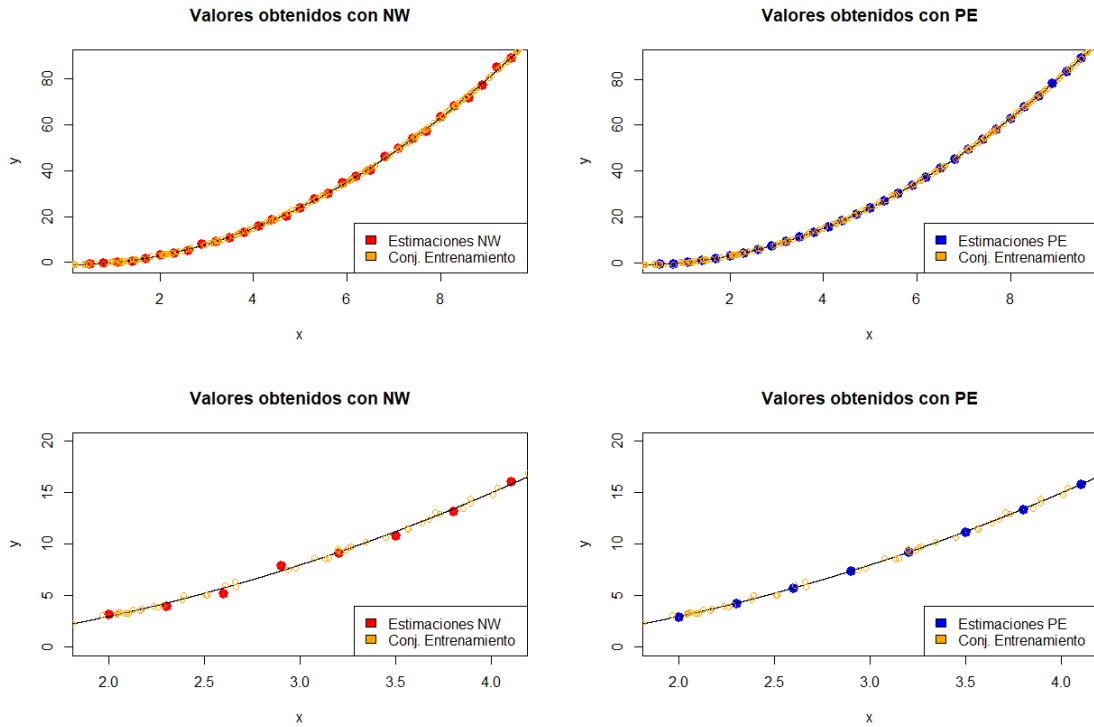 Valores obtenidos con NW
y
0
20
40
60
80
2 4 6 8
x
Estimaciones NW
Conj. Entrenamiento
Valores obtenidos con PE
y
0
20
40
60
80
2 4 6 8
x
Estimaciones PE
Conj. Entrenamiento
Valores obtenidos con NW
y
0
5
10
15
20
2.0 2.5 3.0 3.5 4.0
x
Estimaciones NW
Conj. Entrenamiento
Valores obtenidos con PE
y
0
5
10
15
20
2.0 2.5 3.0 3.5 4.0
x
Estimaciones PE
Conj. Entrenamiento